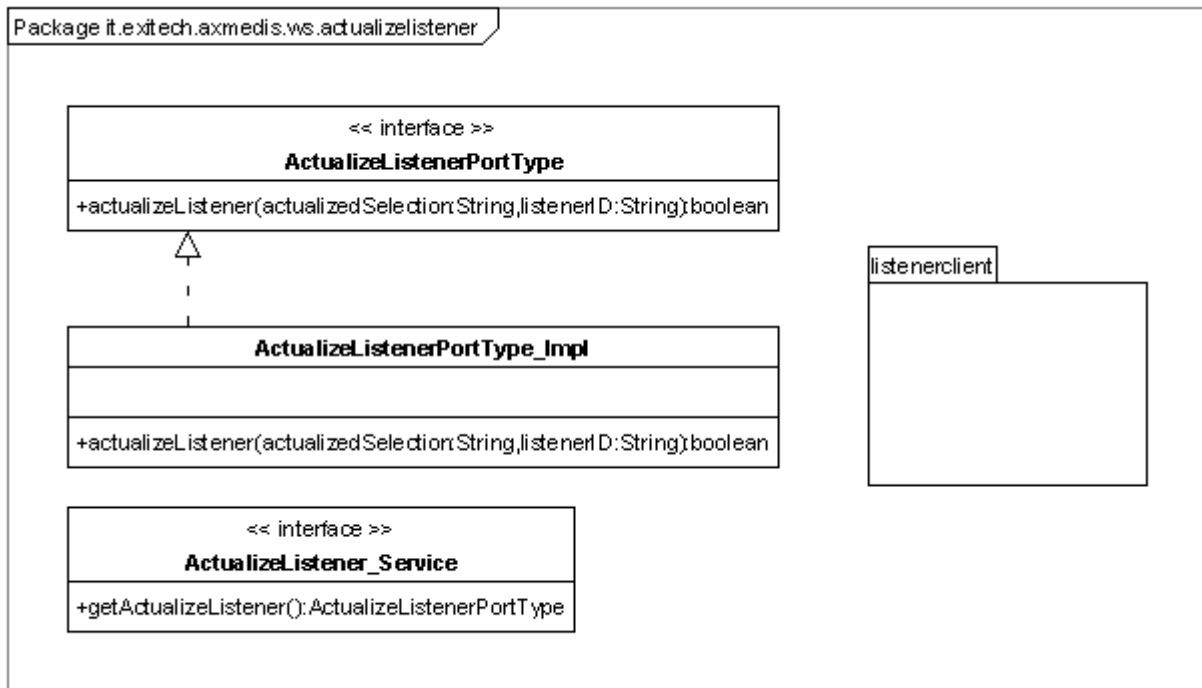 Package it.exitech.axmedis.ws.actualizelistener
<< interface >>
ActualizeListenerPortType
+actualizeListener(actualizedSelection:String,listenerID:String):boolean
listenerclient
ActualizeListenerPortType_Impl
+actualizeListener(actualizedSelection:String,listenerID:String):boolean
<< interface >>
ActualizeListener_Service
+getActualizeListener():ActualizeListenerPortType